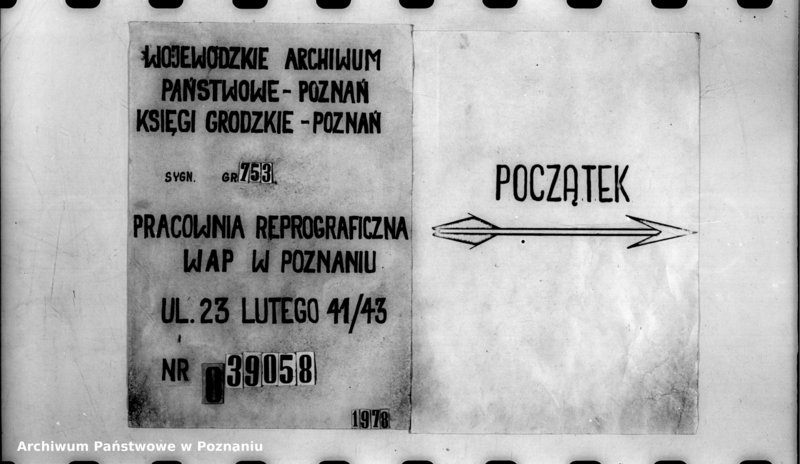 WOJEWÓDZKIE ARCHIWUM
PAŃSTWOWE - POZNAŃ
KSIĘGI GRODZKIE - POZNAŃ
SYGN. GR. 753
PRACOWNIA REPROGRAFICZNA
WAP W POZNANIU
UL. 23 LUTEGO 41/43
NR 039058
1978
POCZĄTEK
Archiwum Państwowe w Poznaniu